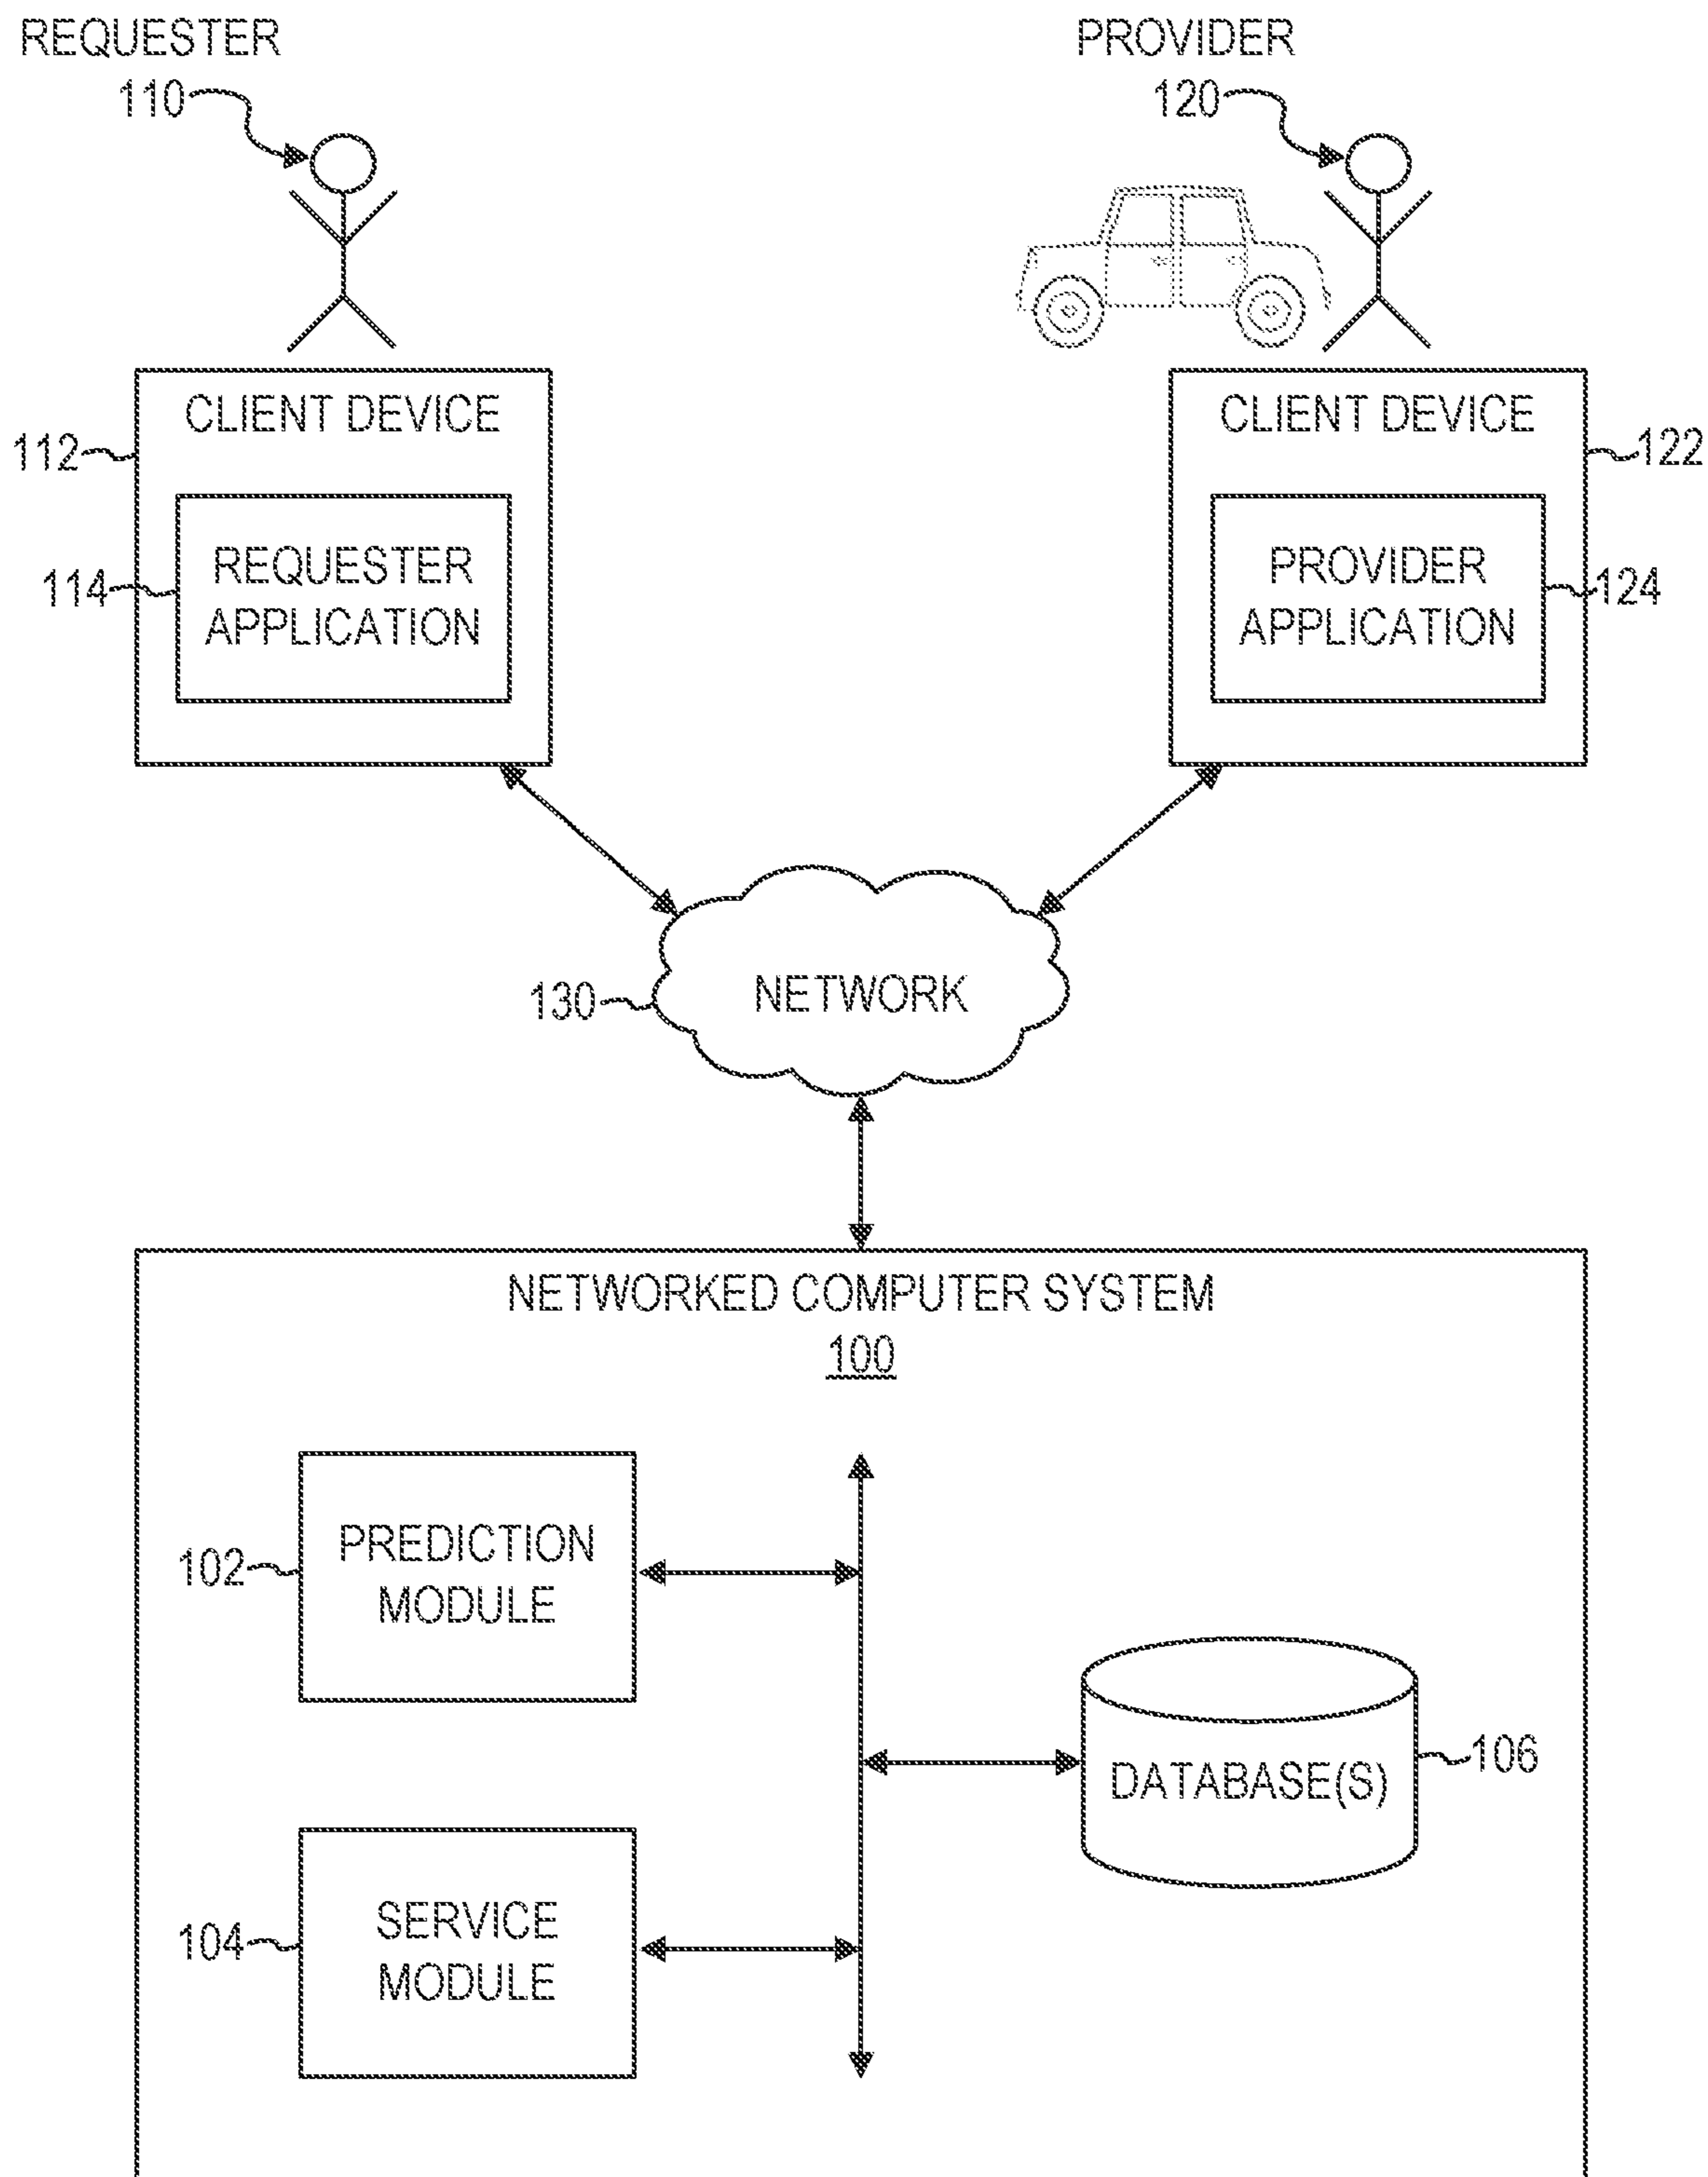 REQUESTER
110
PROVIDER
120
CLIENT DEVICE
112
REQUESTER
APPLICATION
114
CLIENT DEVICE
122
PROVIDER
APPLICATION
124
NETWORK
130
NETWORKED COMPUTER SYSTEM
100
PREDICTION
MODULE
102
DATABASE(S)
106
SERVICE
MODULE
104